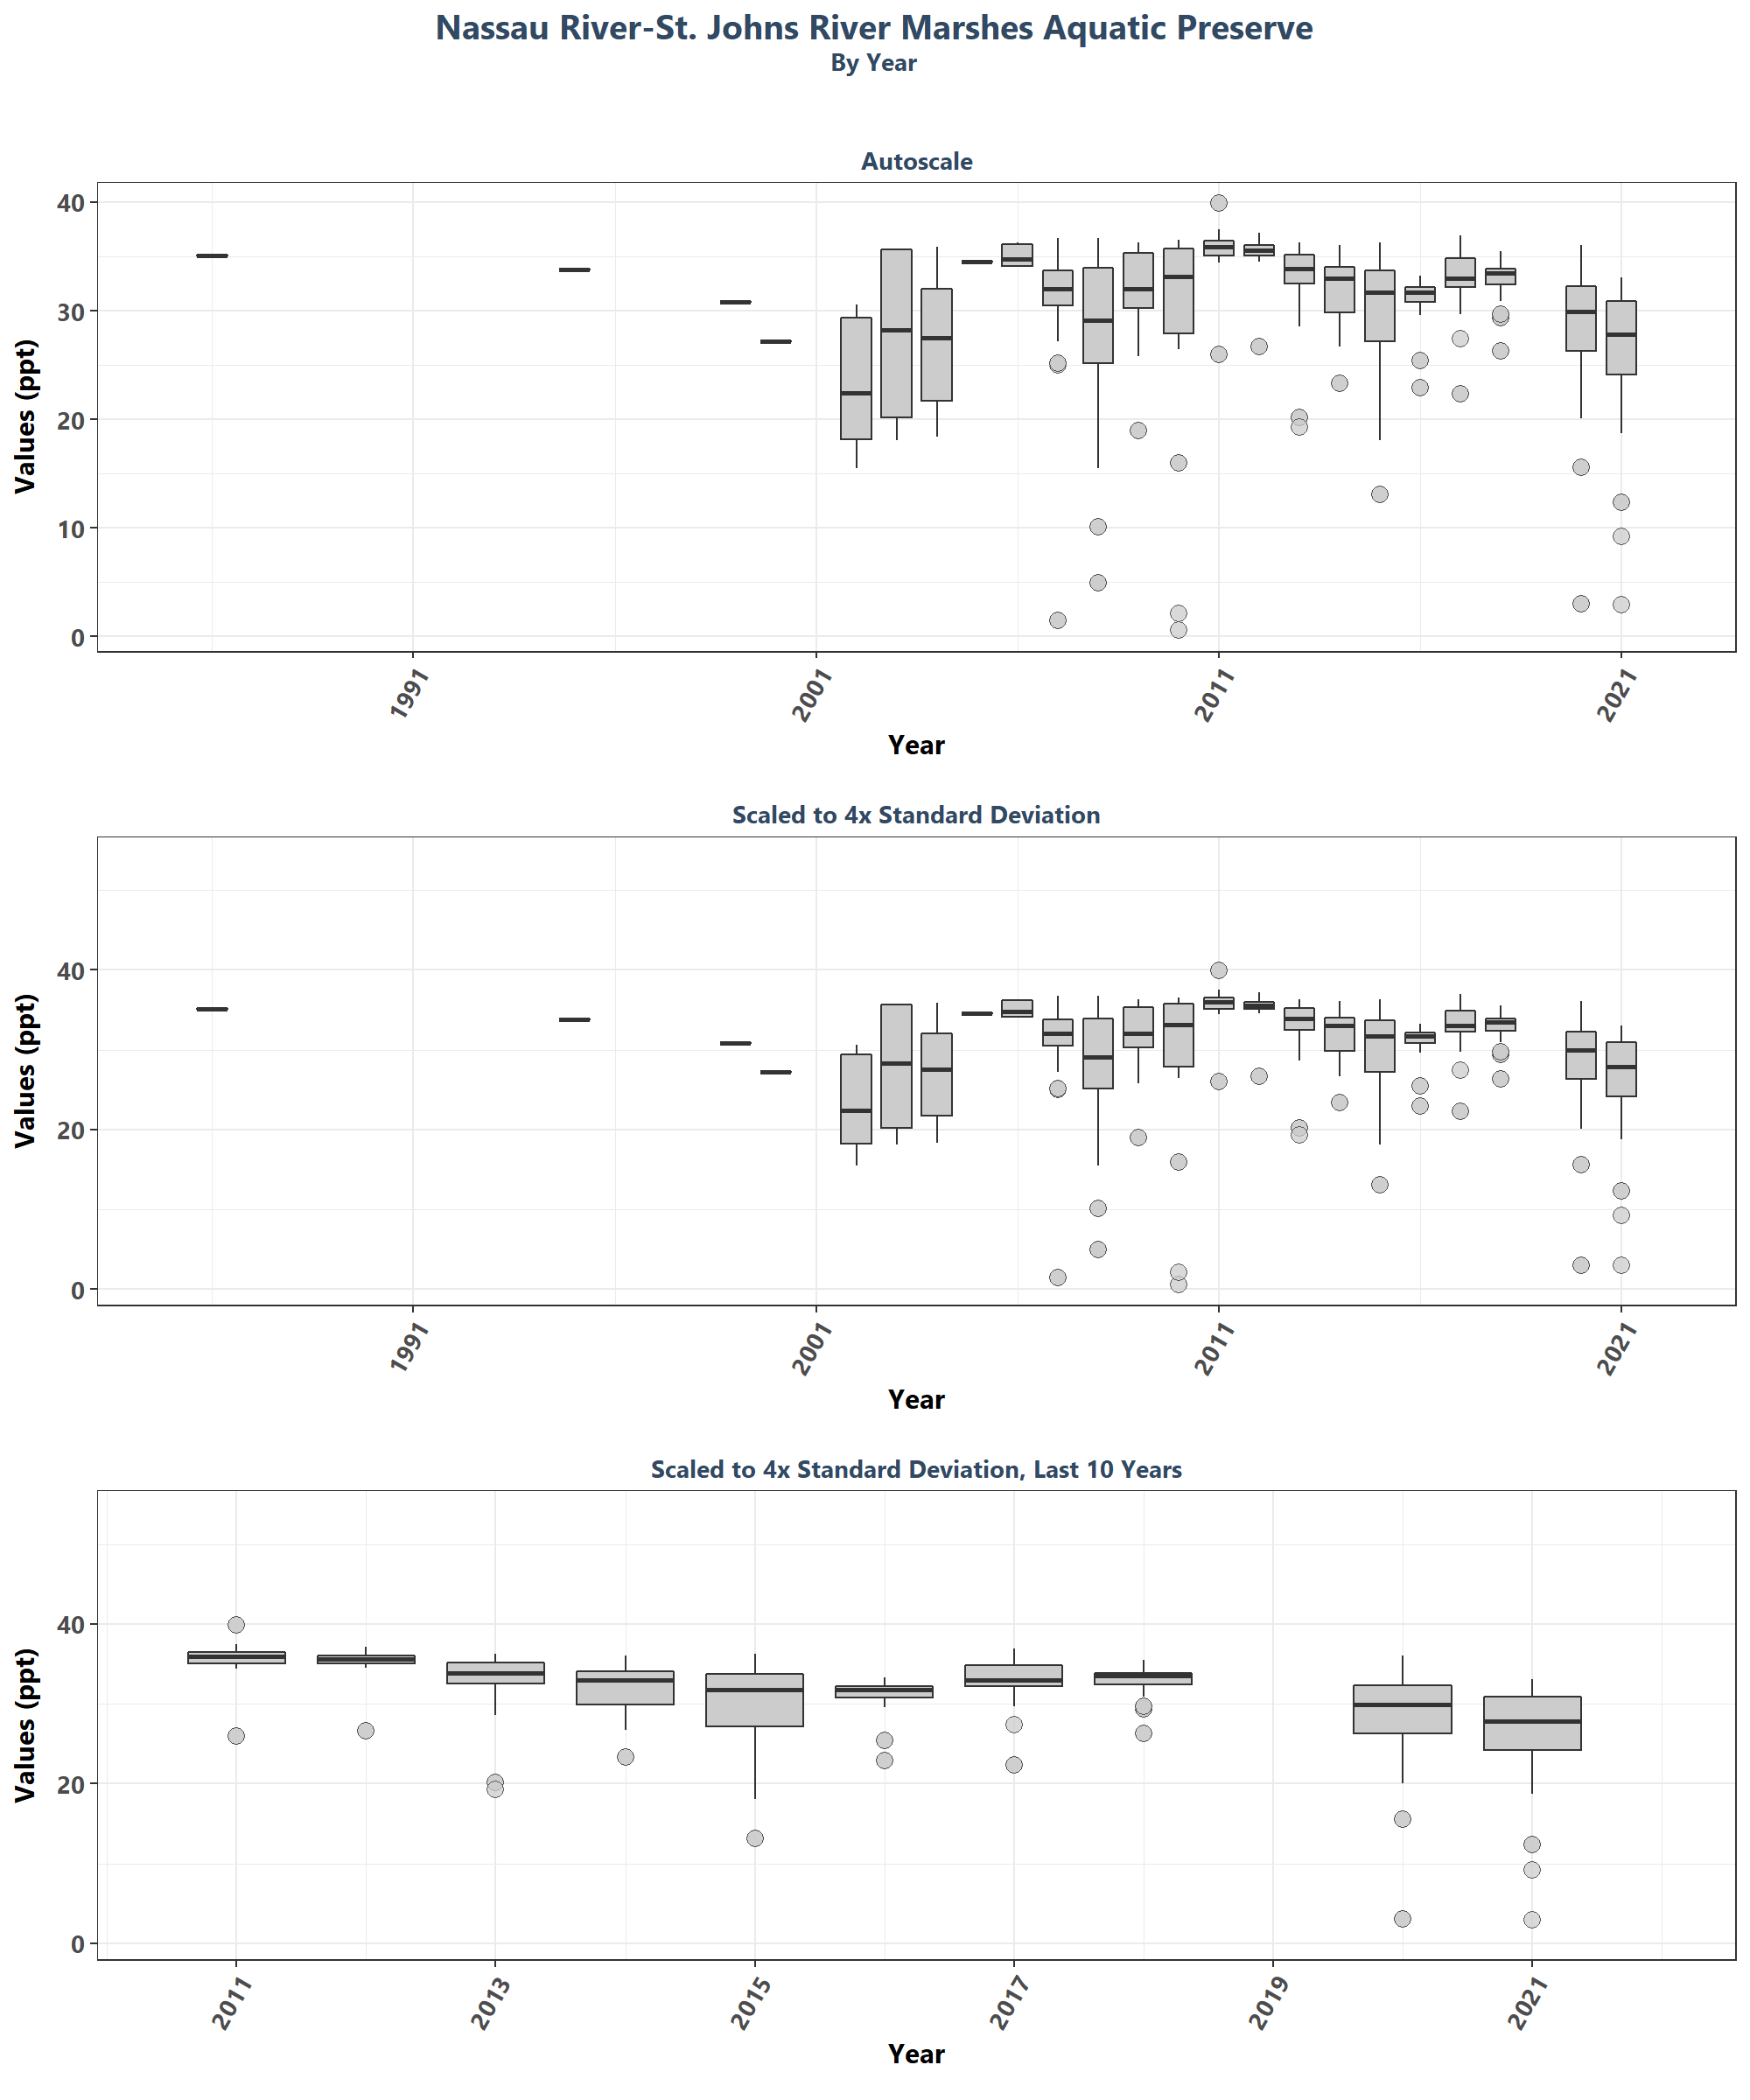 Nassau River-St. Johns River Marshes Aquatic Preserve
By Year
Autoscale
Values (ppt)
40
30
20
10
0
1991
2001
2011
2021
Year
Scaled to 4x Standard Deviation
Values (ppt)
40
20
0
1991
2001
2011
2021
Year
Scaled to 4x Standard Deviation, Last 10 Years
Values (ppt)
40
20
0
2011
2013
2015
2017
2019
2021
Year